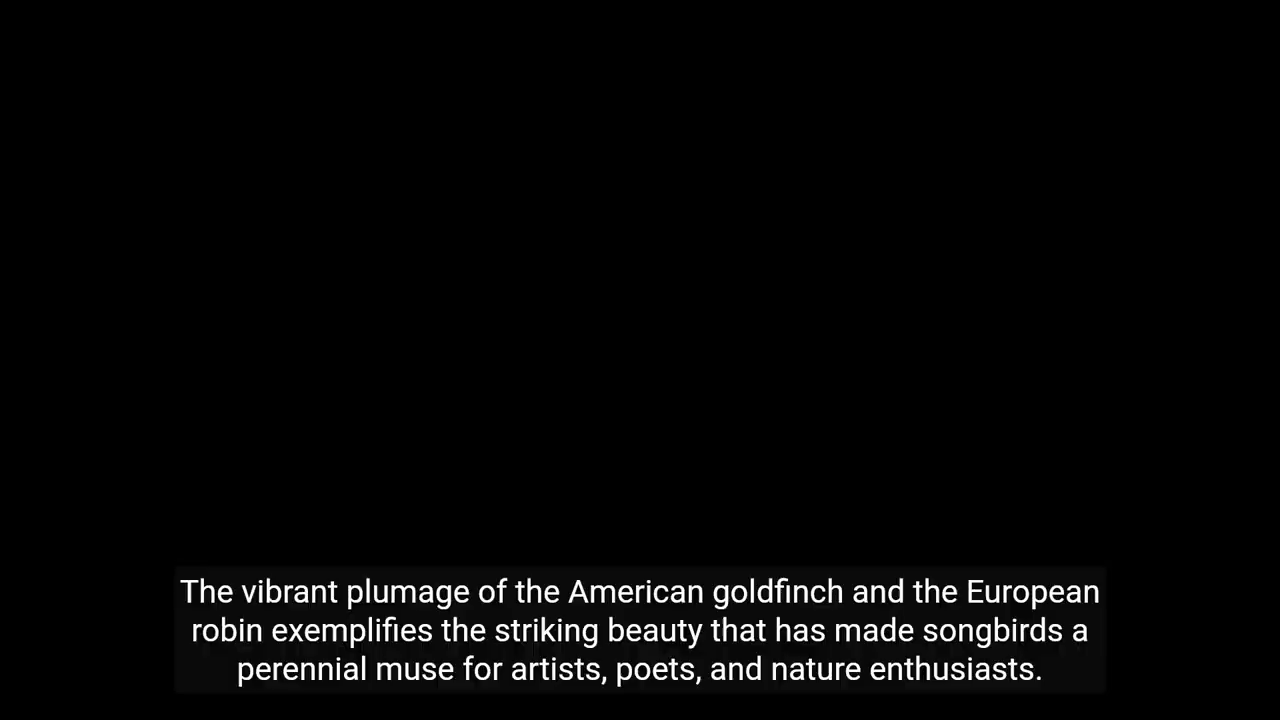 The vibrant plumage of the American goldfinch and the European
robin exemplifies the striking beauty that has made songbirds a
perennial muse for artists, poets, and nature enthusiasts.